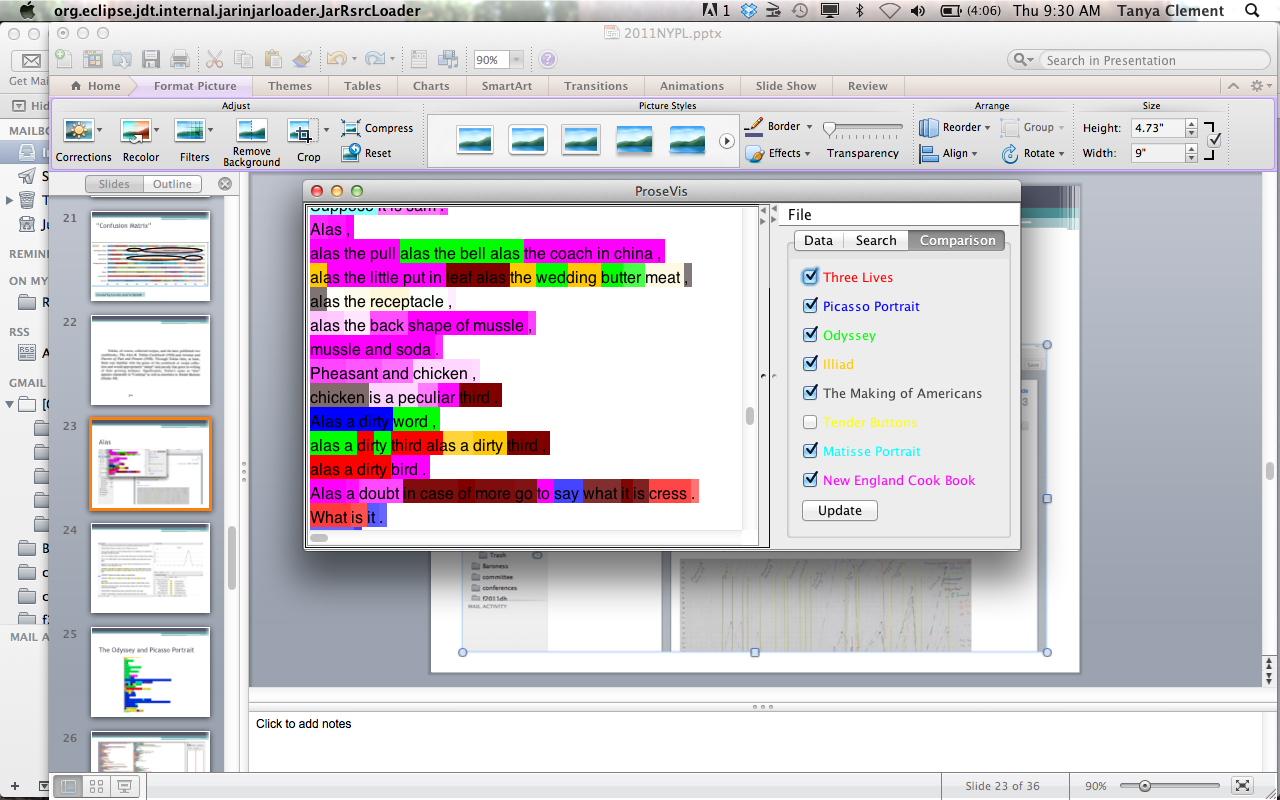 org.eclipse.jdt.internal.jarinjarloader.JarRsrcLoader
1
(4:06)
Thu 9:30 AM
Tanya Clement
2011NYPL.pptx
Get Mai
90%
Search in Presentation
Home
Format Picture
Themes
Tables
Charts
SmartArt
Transitions
Animations
Slide Show
Review
Hid
Adjust
Picture Styles
Arrange
Size
MAILBO
Corrections
Recolor
Filters
Remove Background
Crop
Compress
Reset
Border
Effects
Transparency
Reorder
Align
Group
Rotate
Height: 4.73"
Width: 9"
Slides
Outline
REMIND
ON MY
RSS
GMAIL
MAIL A
21
"Confusion Matrix"
22
23
Alas
24
25
The Odyssey and Picasso Portrait
26
ProseVis
Suppose it is sam .
Alas ,
alas the pull alas the bell alas the coach in china ,
alas the little put in leaf alas the wedding butter meat ,
alas the receptacle ,
alas the back shape of mussle ,
mussle and soda .
Pheasant and chicken ,
chicken is a peculiar third .
Alas a dirty word ,
alas a dirty third alas a dirty third ,
alas a dirty bird .
Alas a doubt in case of more go to say what it is cress .
What is it .
File
Data
Search
Comparison
Three Lives
Picasso Portrait
Odyssey
Illiad
The Making of Americans
Tender Buttons
Matisse Portrait
New England Cook Book
Update
Trash
Baroness
committee
conferences
f2011dh
MAIL ACTIVITY
Click to add notes
Slide 23 of 36
90%